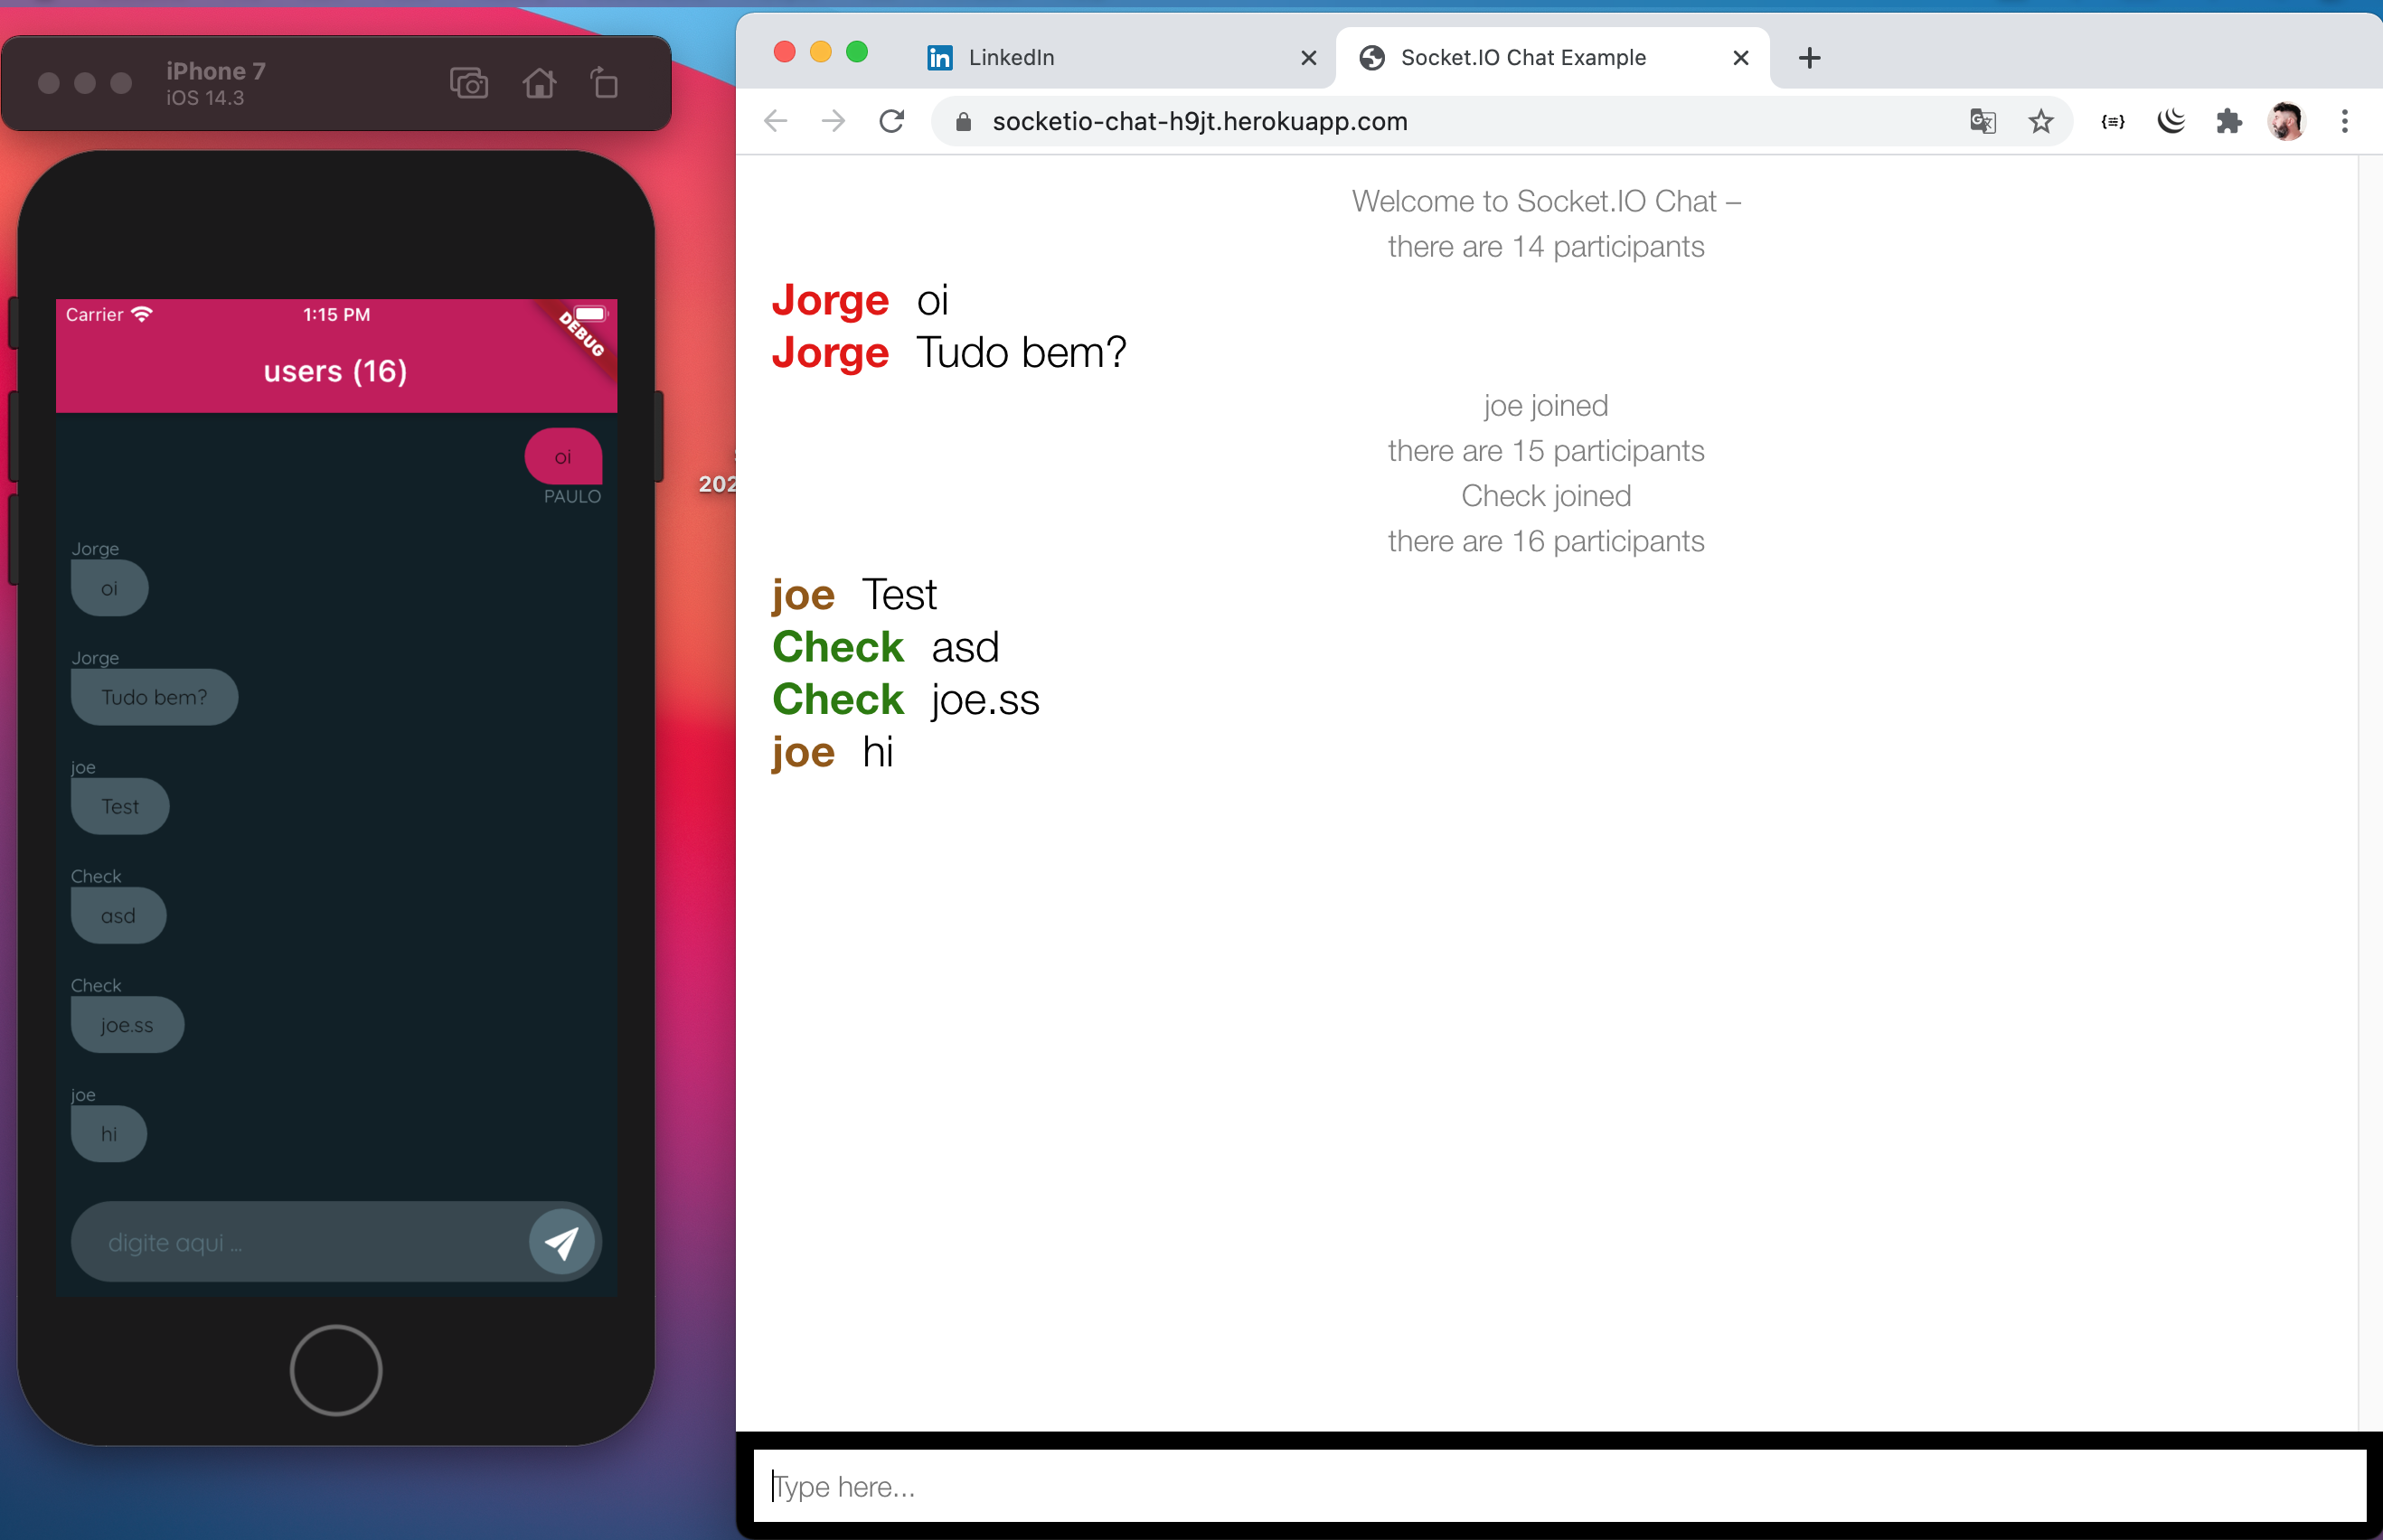 iPhone 7
iOS 14.3
Carrier
1:15 PM
DEBUG
users (16)
oi
PAULO
Jorge
oi
Jorge
Tudo bem?
joe
Test
Check
asd
Check
joe.ss
joe
hi
digite aqui ...
202
LinkedIn
Socket.IO Chat Example
socketio-chat-h9jt.herokuapp.com
Welcome to Socket.IO Chat –
there are 14 participants
Jorge oi
Jorge Tudo bem?
joe joined
there are 15 participants
Check joined
there are 16 participants
joe Test
Check asd
Check joe.ss
joe hi
Type here...